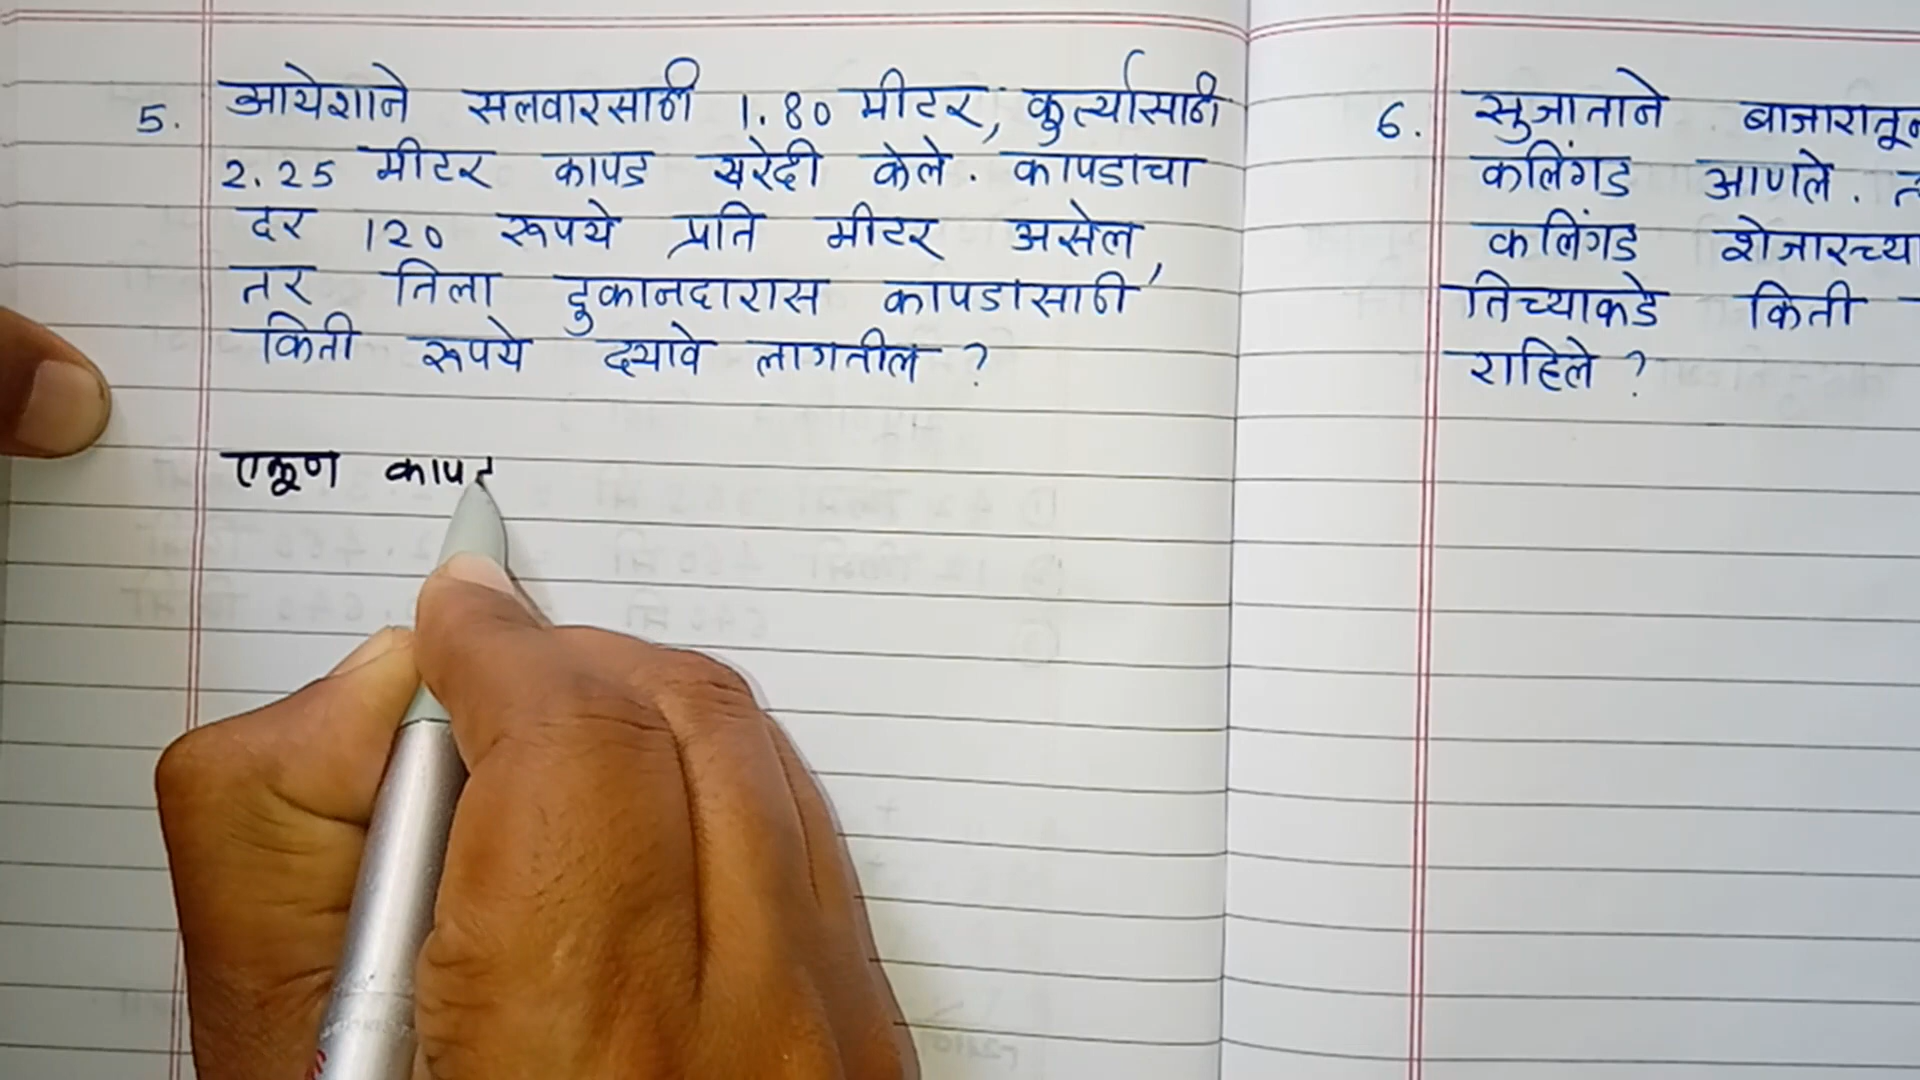 5. आयेशाने सलवारसाठी 1.80 मीटर, कुर्त्यासाठी
2.25 मीटर कापड खरेदी केले. कापडाचा
दर 120 रूपये प्रति मीटर असेल,
तर तिला दुकानदारास कापडासाठी
किती रूपये द्यावे लागतील ?
एकूण
6. सुजाताने बाजारातून
कलिंगड आणले.
कलिंगड शेजारच्या
तिच्याकडे किती
राहिले ?